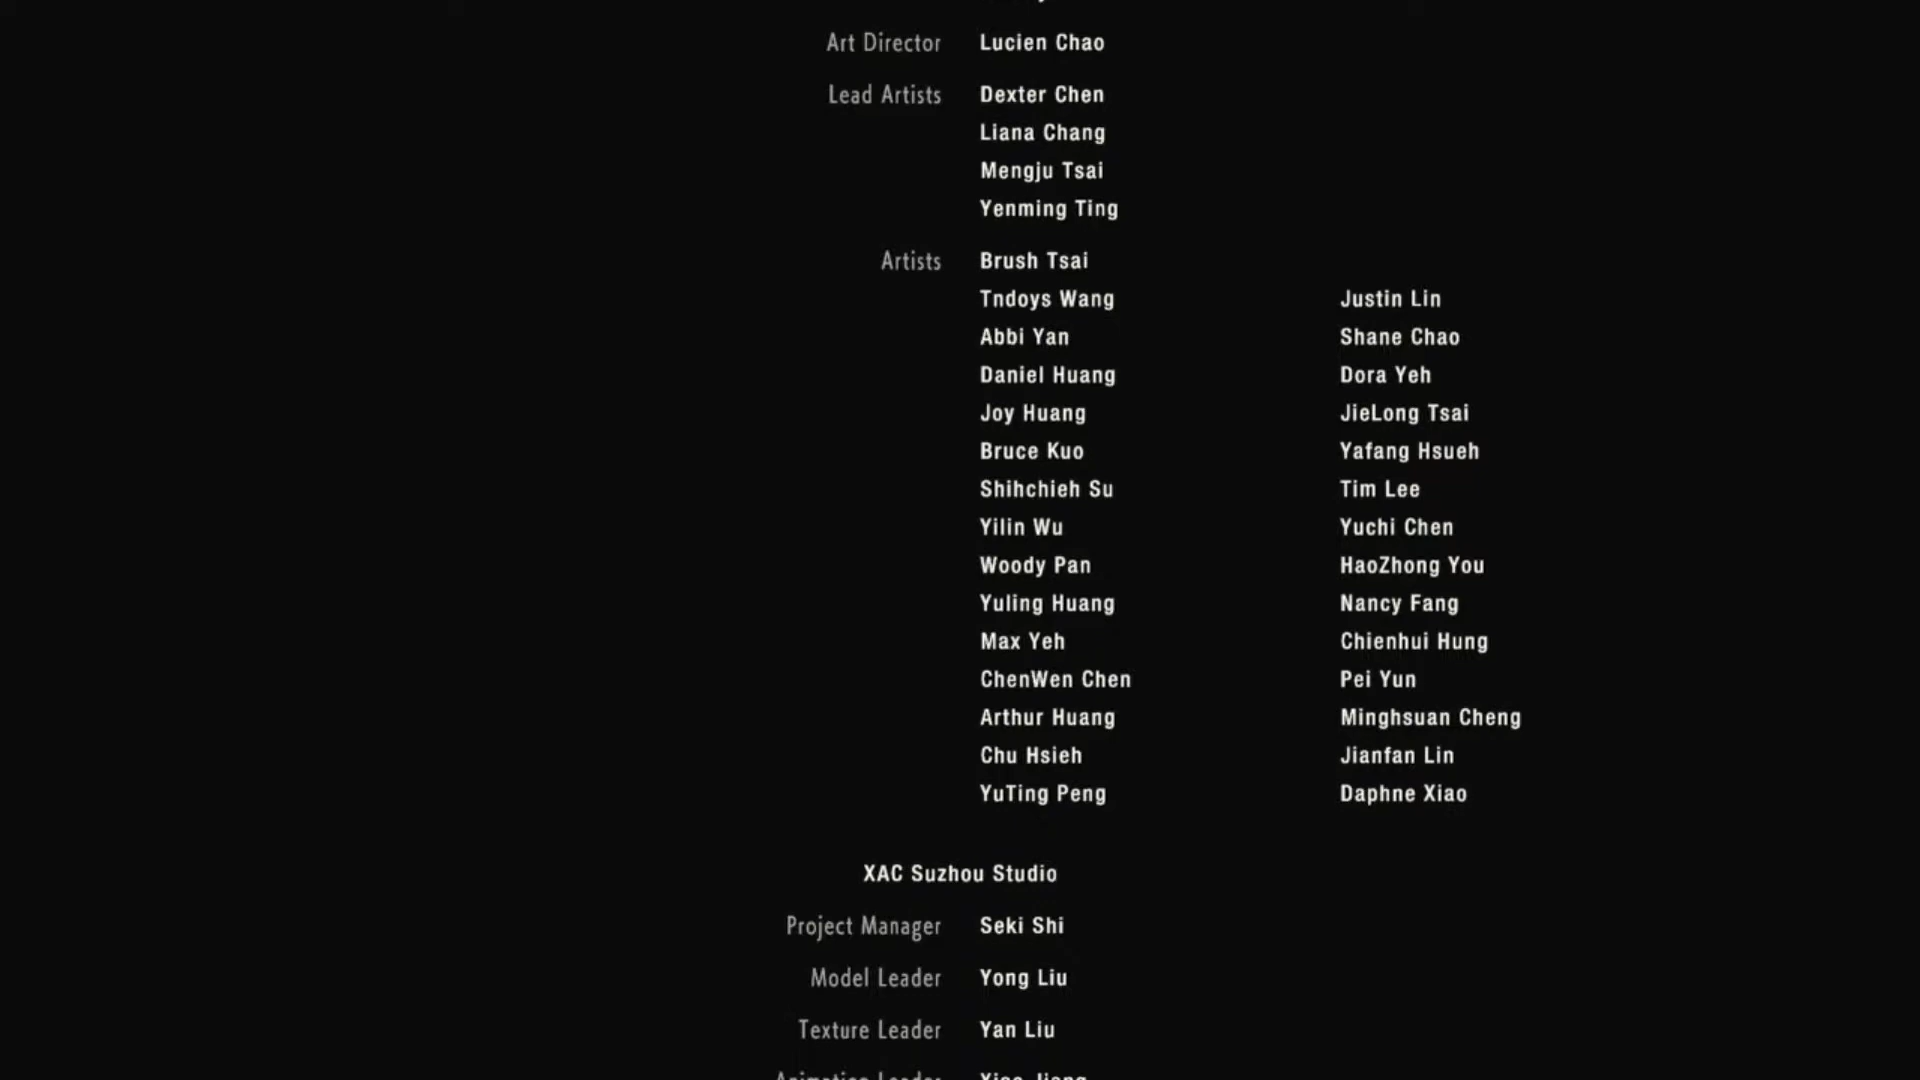 Art Director Lucien Chao
Lead Artists Dexter Chen
Liana Chang
Mengju Tsai
Yenming Ting
Artists Brush Tsai
Tndoys Wang Justin Lin
Abbi Yan Shane Chao
Daniel Huang Dora Yeh
Joy Huang JieLong Tsai
Bruce Kuo Yafang Hsueh
Shihchieh Su Tim Lee
Yilin Wu Yuchi Chen
Woody Pan HaoZhong You
Yuling Huang Nancy Fang
Max Yeh Chienhui Hung
ChenWen Chen Pei Yun
Arthur Huang Minghsuan Cheng
Chu Hsieh Jianfan Lin
YuTing Peng Daphne Xiao
XAC Suzhou Studio
Project Manager Seki Shi
Model Leader Yong Liu
Texture Leader Yan Liu
Animation Leader Xiao Jiang